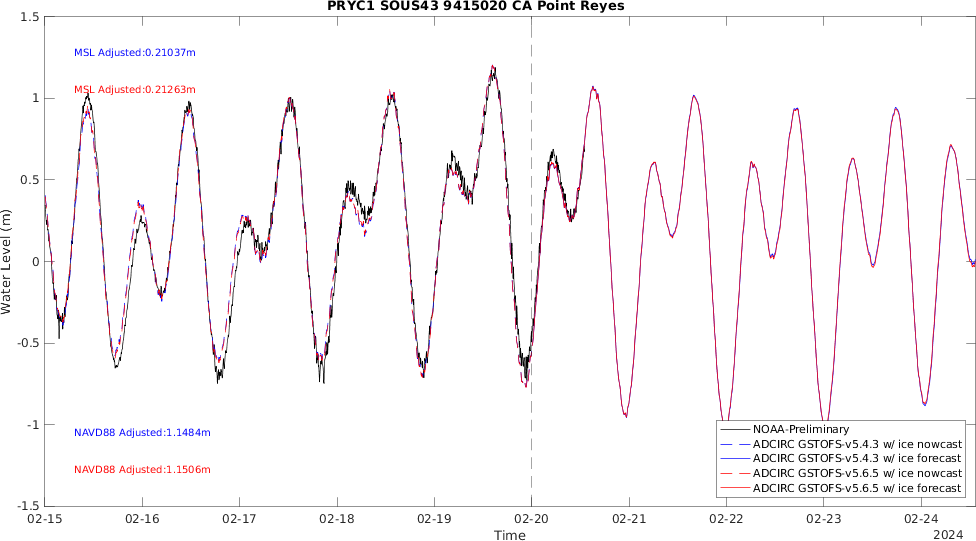 PRYC1 SOUS43 9415020 CA Point Reyes
1.5
MSL Adjusted:0.21037m
MSL Adjusted:0.21263m
1
0.5
Water Level (m)
0
-0.5
-1
NAVD88 Adjusted:1.1484m
NAVD88 Adjusted:1.1506m
NOAA-Preliminary
ADCIRC GSTOFS-v5.4.3 w/ ice nowcast
ADCIRC GSTOFS-v5.4.3 w/ ice forecast
ADCIRC GSTOFS-v5.6.5 w/ ice nowcast
ADCIRC GSTOFS-v5.6.5 w/ ice forecast
-1.5
02-15 02-16 02-17 02-18 02-19 02-20 02-21 02-22 02-23 02-24
Time
2024